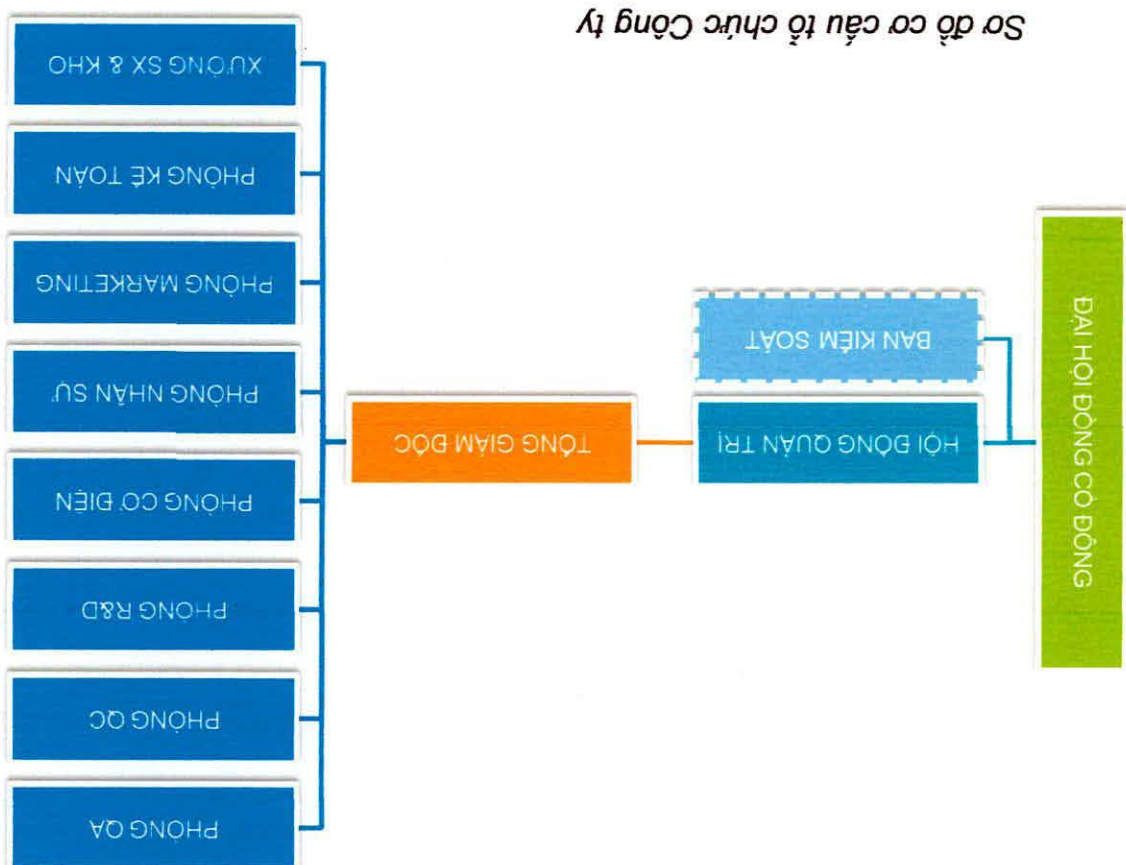 ĐẠI HỘI ĐỒNG CỔ ĐÔNG
HỘI ĐỒNG QUẢN TRỊ
BAN KIỂM SOÁT
TỔNG GIÁM ĐỐC
PHÒNG QA
PHÒNG QC
PHÒNG R&D
PHÒNG CƠ ĐIỆN
PHÒNG NHÂN SỰ
PHÒNG MARKETING
PHÒNG KẾ TOÁN
XƯỞNG SX & KHO
Sơ đồ cơ cấu tổ chức Công ty